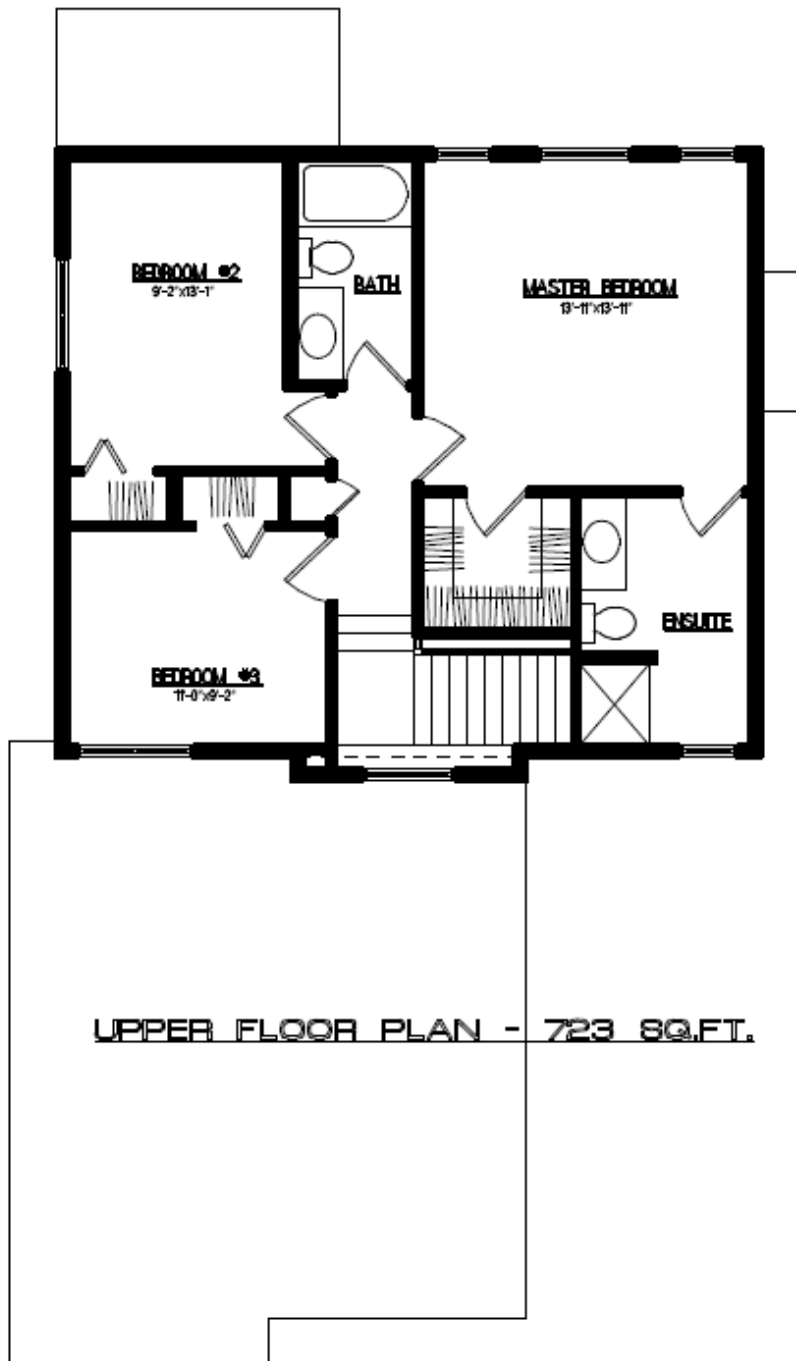 BEDROOM #2
9'-2"x13'-1"
BATH
MASTER BEDROOM
13'-11"x13'-11"
ENSUITE
BEDROOM #3
11'-0"x9'-2"
UPPER FLOOR PLAN - 723 SQ.FT.